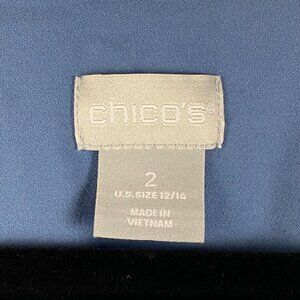 chico's®
2
U.S. SIZE 12/14
MADE IN
VIETNAM